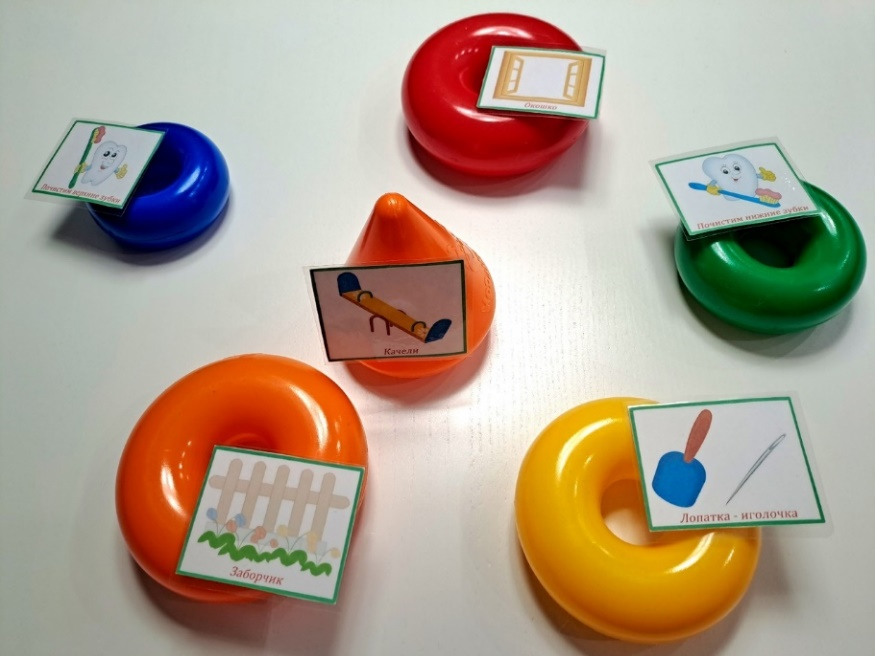 Окошко
Почистим верхние зубки
Почистим нижние зубки
Качели
Лопатка - иголочка
Заборчик